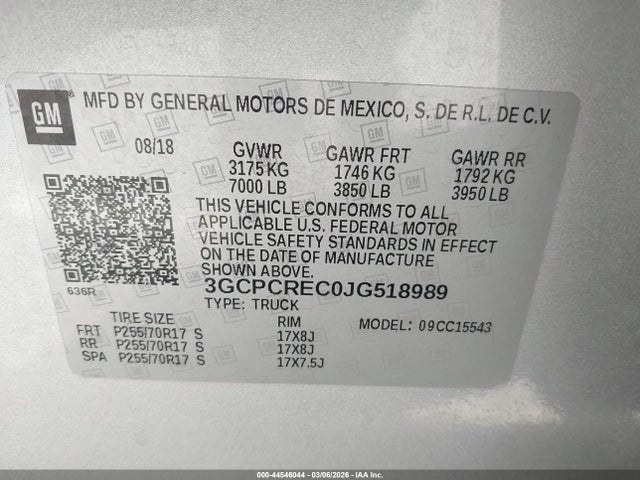 GM
MFD BY GENERAL MOTORS DE MEXICO, S. DE R.L. DE C.V.
08/18 GVWR GAWR FRT GAWR RR
3175 KG 1746 KG 1792 KG
7000 LB 3850 LB 3950 LB
THIS VEHICLE CONFORMS TO ALL
APPLICABLE U.S. FEDERAL MOTOR
VEHICLE SAFETY STANDARDS IN EFFECT
ON THE DATE OF MANUFACTURE
SHOWN ABOVE.
636R
3GCPCREC0JG518989
TYPE: TRUCK
TIRE SIZE RIM MODEL: 09CC15543
FRT P255/70R17 S 17X8J
RR P255/70R17 S 17X8J
SPA P255/70R17 S 17X7.5J
000-44546044 — 03/06/2026 — IAA Inc.